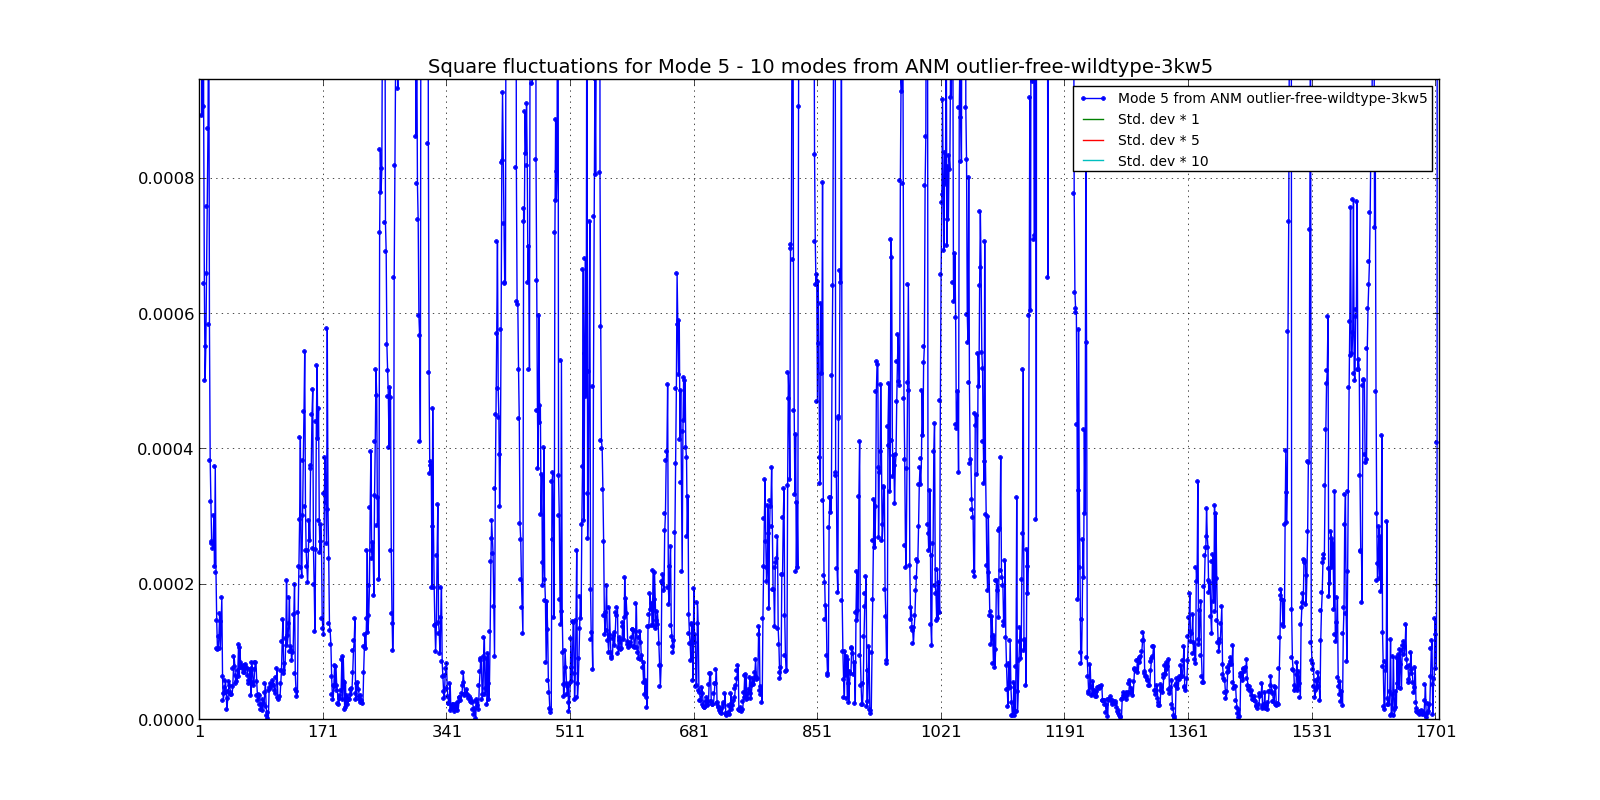 Square fluctuations for Mode 5 - 10 modes from ANM outlier-free-wildtype-3kw5
Mode 5 from ANM outlier-free-wildtype-3kw5
Std. dev * 1
Std. dev * 5
Std. dev * 10
0.0008
0.0006
0.0004
0.0002
0.0000
1 171 341 511 681 851 1021 1191 1361 1531 1701